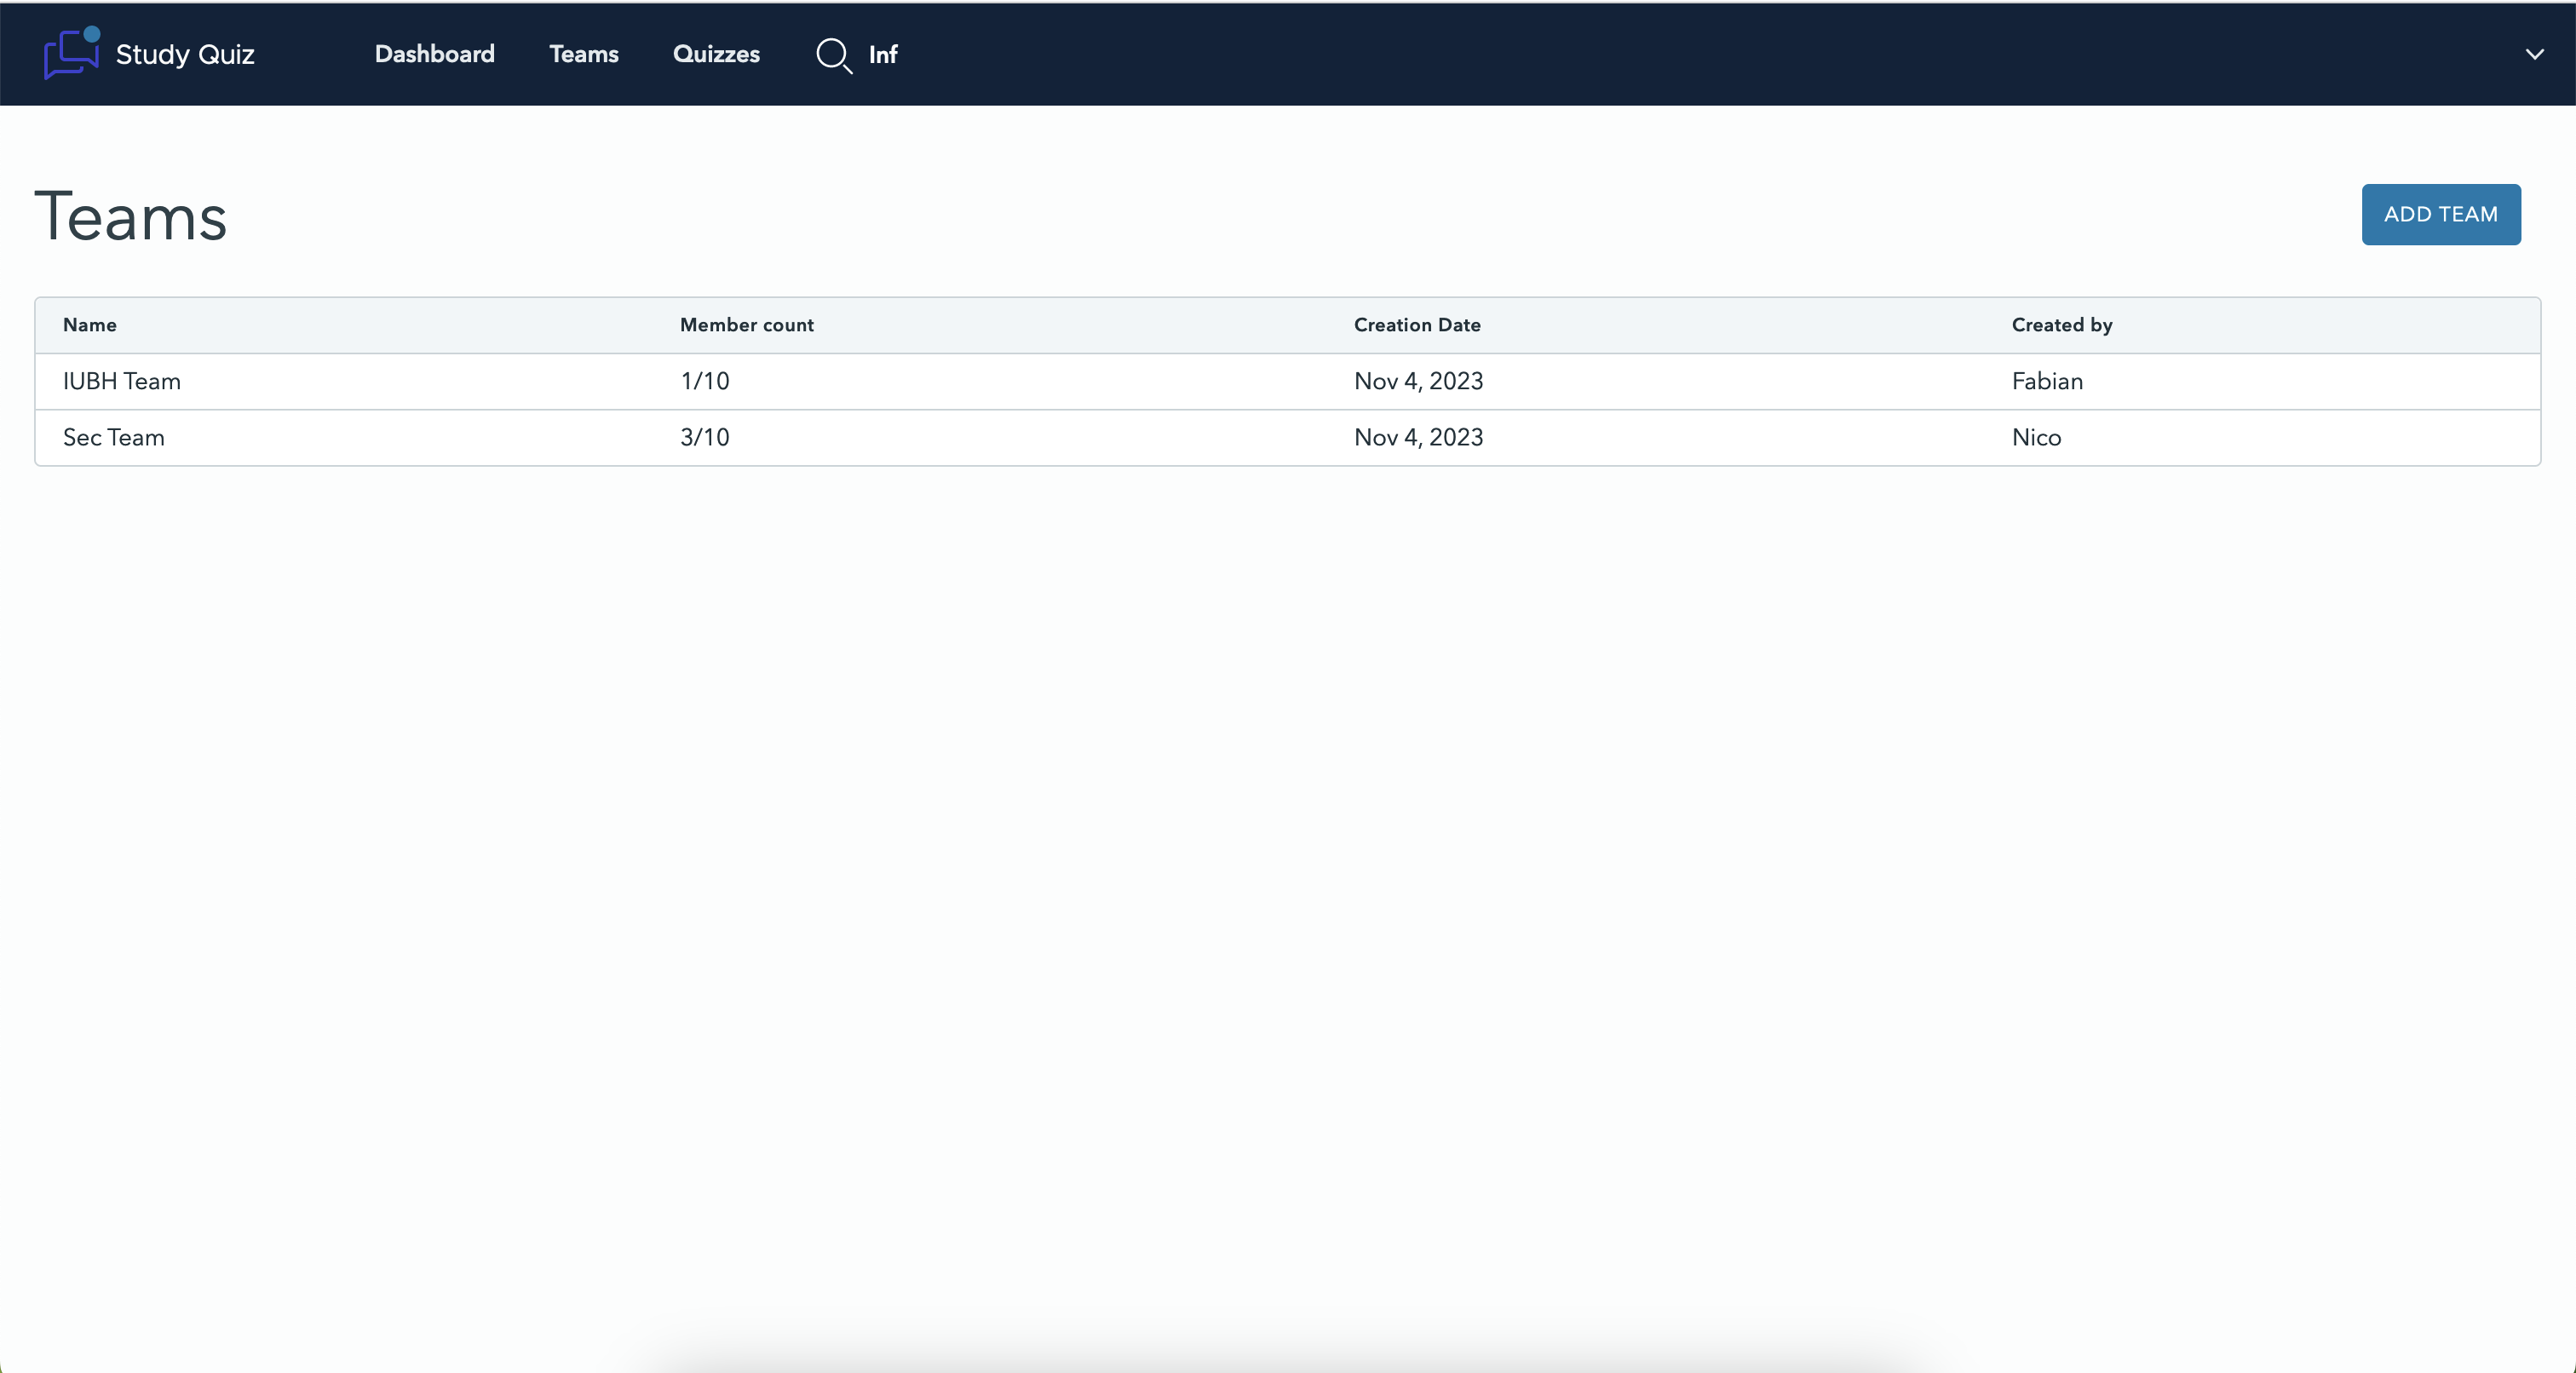 Study Quiz Dashboard Teams Quizzes Inf
Teams ADD TEAM
Name Member count Creation Date Created by
IUBH Team 1/10 Nov 4, 2023 Fabian
Sec Team 3/10 Nov 4, 2023 Nico